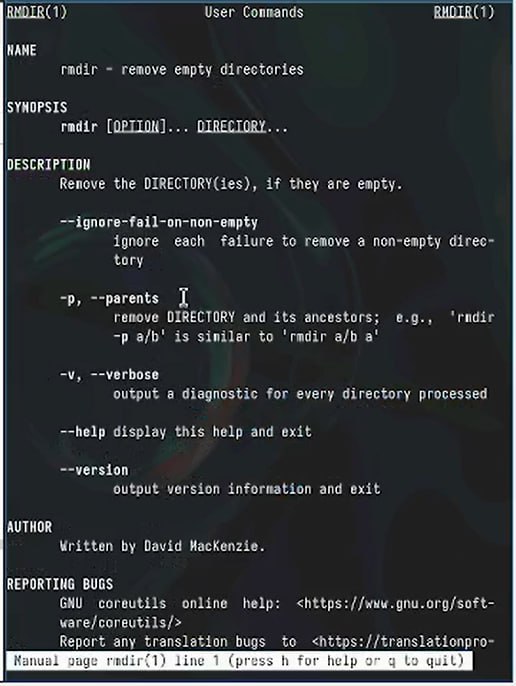 RMDIR(1) User Commands RMDIR(1)
NAME
rmdir - remove empty directories
SYNOPSIS
rmdir [OPTION]... DIRECTORY...
DESCRIPTION
Remove the DIRECTORY(ies), if they are empty.
--ignore-fail-on-non-empty
ignore each failure to remove a non-empty direc-
tory
-p, --parents
remove DIRECTORY and its ancestors; e.g., 'rmdir
-p a/b' is similar to 'rmdir a/b a'
-v, --verbose
output a diagnostic for every directory processed
--help display this help and exit
--version
output version information and exit
AUTHOR
Written by David MacKenzie.
REPORTING BUGS
GNU coreutils online help: <https://www.gnu.org/soft-
ware/coreutils/>
Report any translation bugs to <https://translationpro-
Manual page rmdir(1) line 1 (press h for help or q to quit)